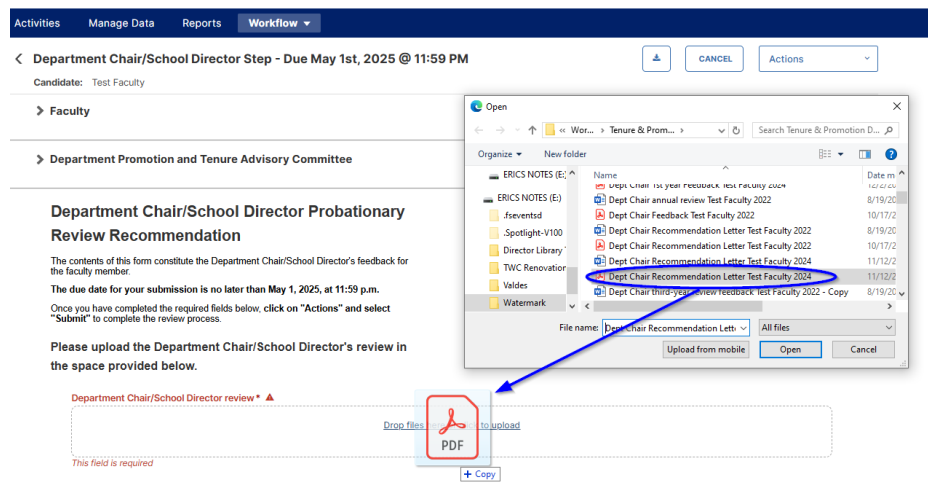 Activities Manage Data Reports Workflow
Department Chair/School Director Step - Due May 1st, 2025 @ 11:59 PM
CANCEL
Actions
Candidate: Test Faculty
Faculty
Department Promotion and Tenure Advisory Committee
Department Chair/School Director Probationary
Review Recommendation
The contents of this form constitute the Department Chair/School Director's feedback for
the faculty member.
The due date for your submission is no later than May 1, 2025, at 11:59 p.m.
Once you have completed the required fields below, click on "Actions" and select
"Submit" to complete the review process.
Please upload the Department Chair/School Director's review in
the space provided below.
Open
« Wor... › Tenure & Prom... ›
Search Tenure & Promotion D...
Organize New folder
ERICS NOTES (E:)
ERICS NOTES (E:)
.fseventsd
.Spotlight-V100
Director Library
TWC Renovation
Valdes
Watermark
Name Date m
Dept Chair 1st year Feedback Test Faculty 2024 12/2/20
Dept Chair annual review Test Faculty 2022 8/19/20
Dept Chair Feedback Test Faculty 2022 10/17/2
Dept Chair Recommendation Letter Test Faculty 2022 8/19/20
Dept Chair Recommendation Letter Test Faculty 2022 10/17/2
Dept Chair Recommendation Letter Test Faculty 2024 11/12/2
Dept Chair Recommendation Letter Test Faculty 2024 11/12/2
Dept Chair third-year review feedback Test Faculty 2022 - Copy 8/19/20
File name: Dept Chair Recommendation Lett
All files
Upload from mobile Open Cancel
Department Chair/School Director review *
Drop files to upload
PDF
+ Copy
This field is required